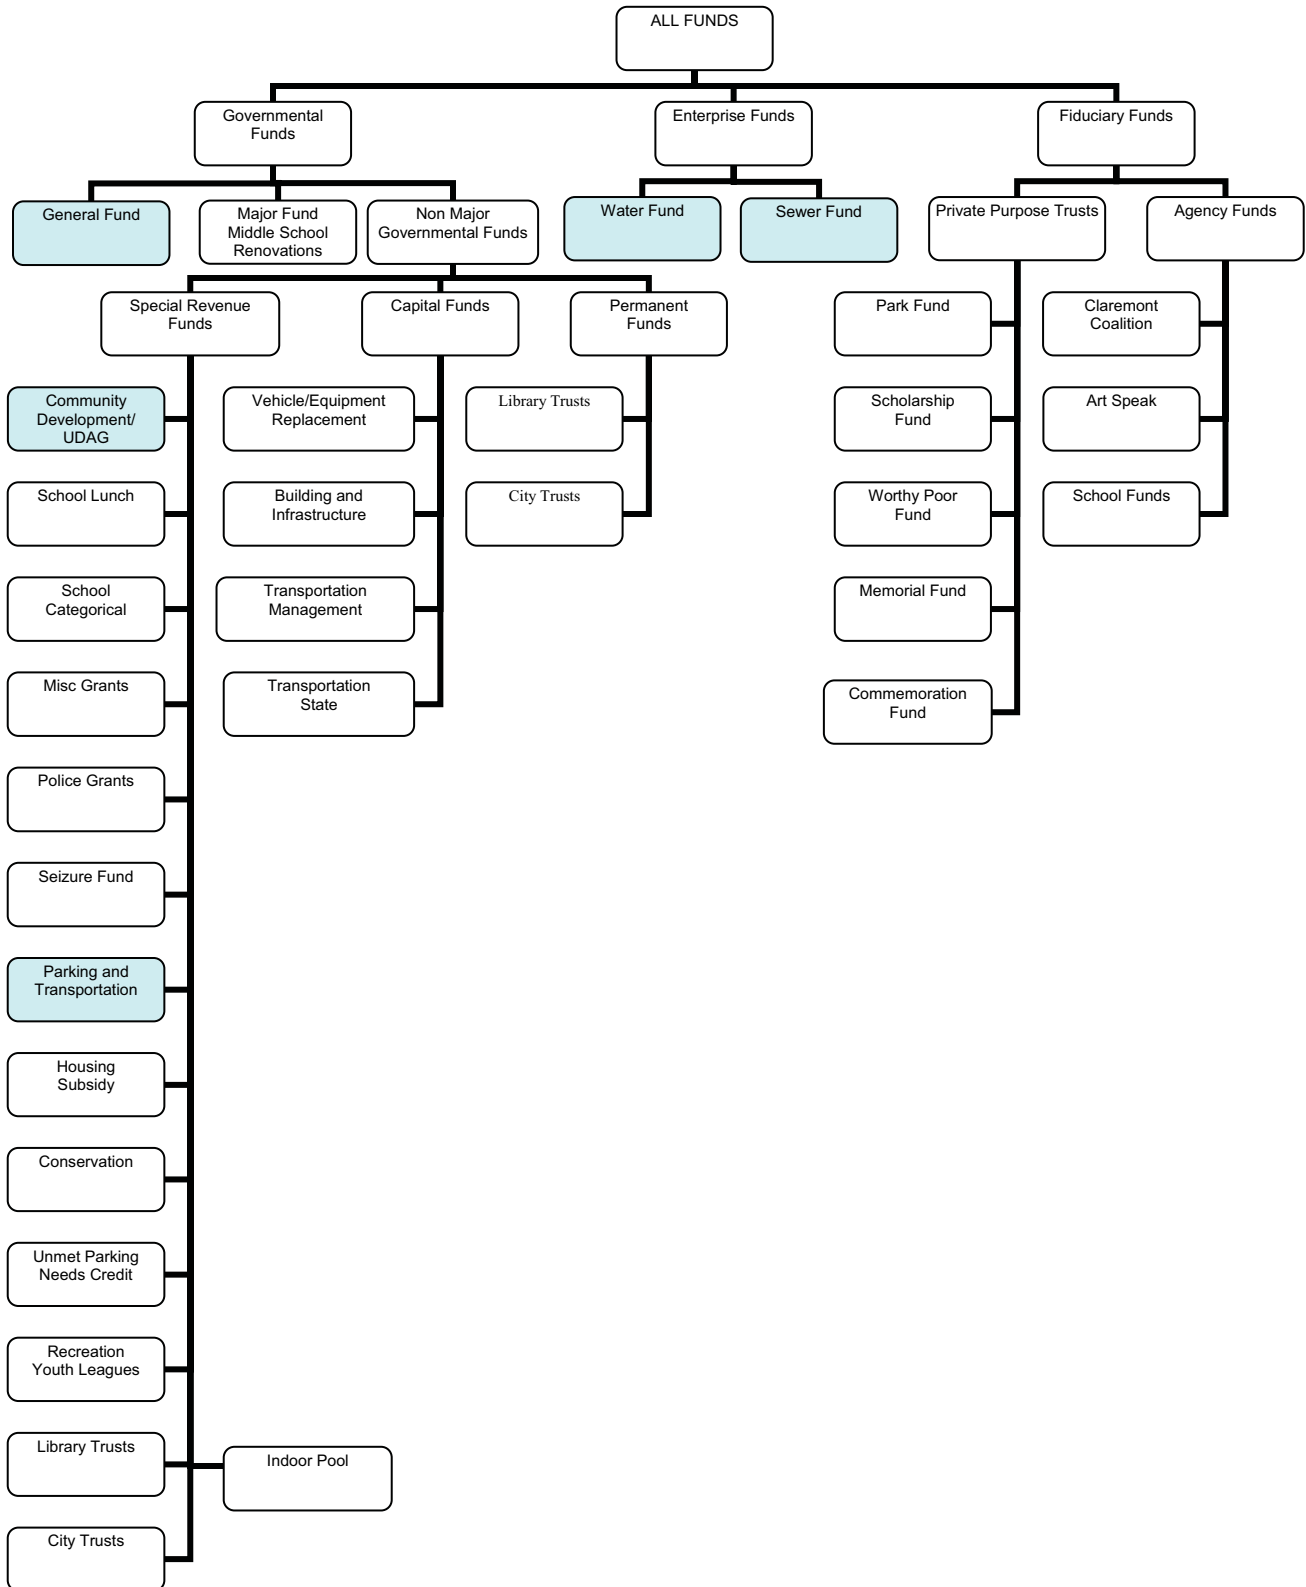 ALL FUNDS
Governmental
Funds
Enterprise Funds
Fiduciary Funds
General Fund
Major Fund
Middle School
Renovations
Non Major
Governmental Funds
Water Fund
Sewer Fund
Private Purpose Trusts
Agency Funds
Special Revenue
Funds
Capital Funds
Permanent
Funds
Park Fund
Claremont
Coalition
Community
Development/
UDAG
Vehicle/Equipment
Replacement
Library Trusts
Scholarship
Fund
Art Speak
School Lunch
Building and
Infrastructure
City Trusts
Worthy Poor
Fund
School Funds
School
Categorical
Transportation
Management
Memorial Fund
Misc Grants
Transportation
State
Commemoration
Fund
Police Grants
Seizure Fund
Parking and
Transportation
Housing
Subsidy
Conservation
Unmet Parking
Needs Credit
Recreation
Youth Leagues
Library Trusts
Indoor Pool
City Trusts